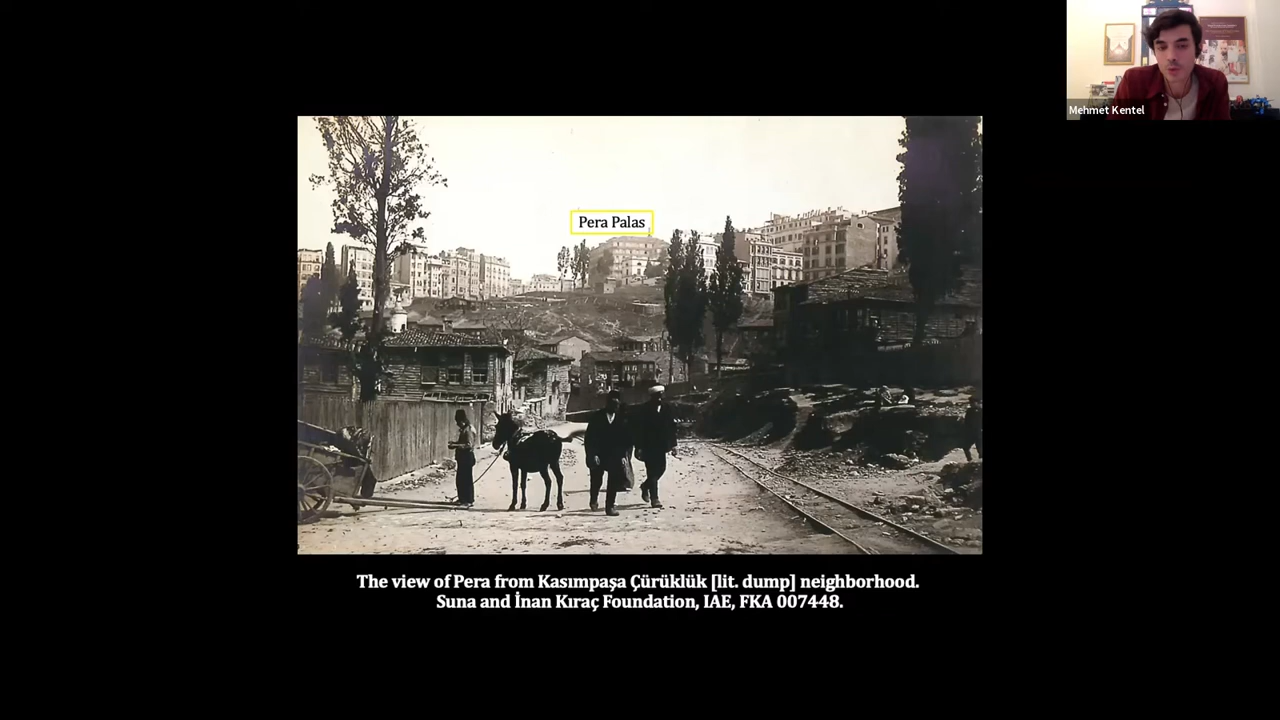 Mehmet Kentel
Pera Palas
The view of Pera from Kasımpaşa Çürüklük [lit. dump] neighborhood.
Suna and İnan Kıraç Foundation, IAE, FKA 007448.